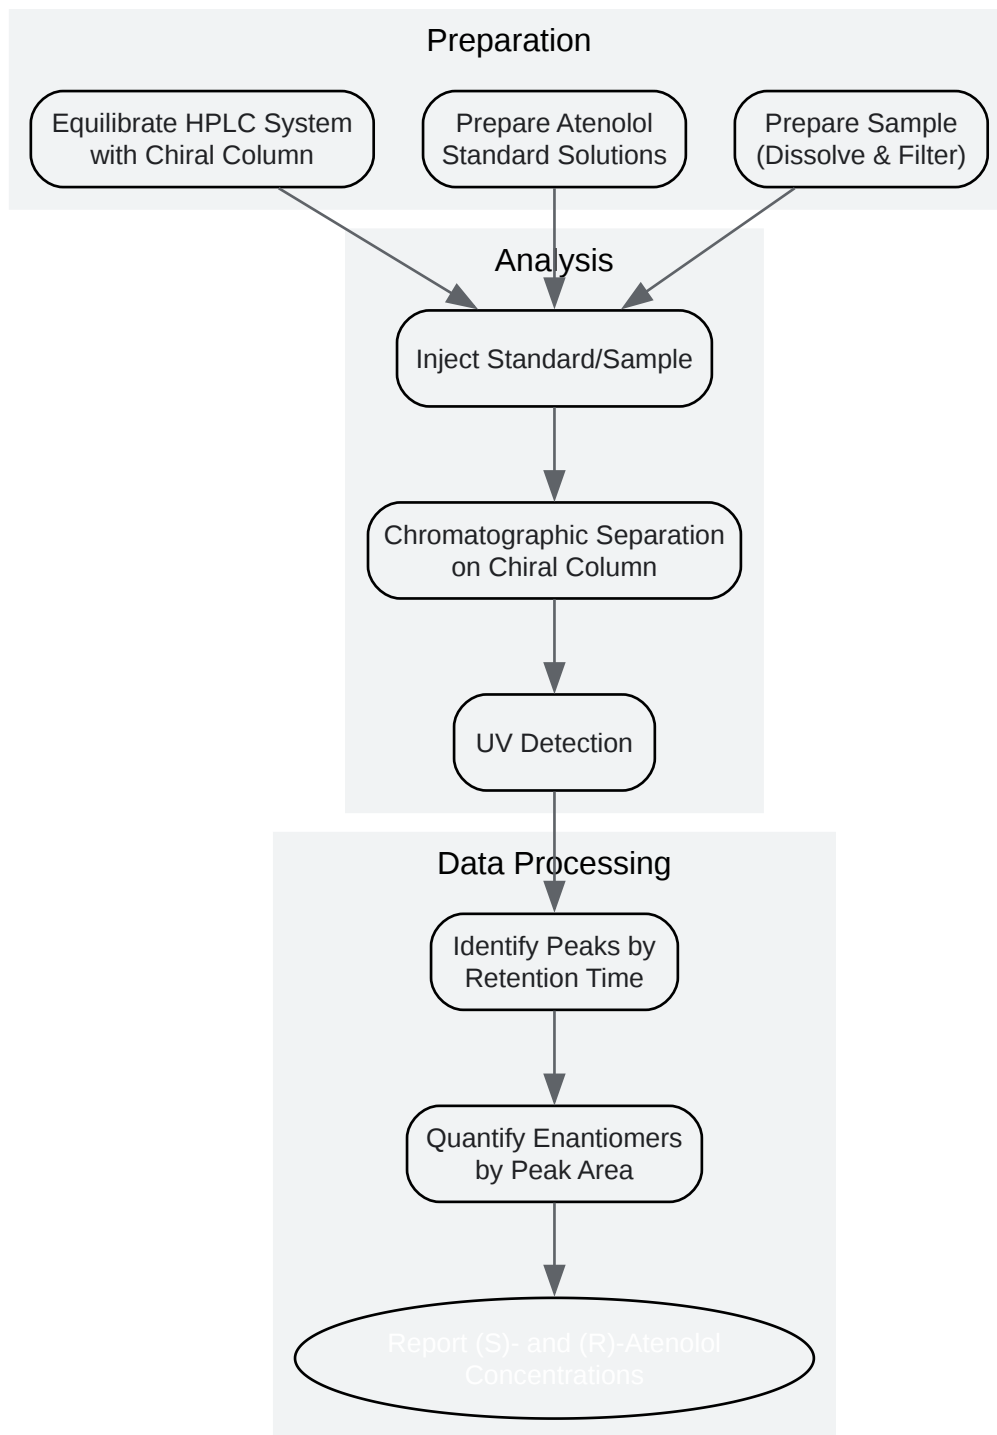 Preparation
Equilibrate HPLC System
with Chiral Column
Prepare Atenolol
Standard Solutions
Prepare Sample
(Dissolve & Filter)
Analysis
Inject Standard/Sample
Chromatographic Separation
on Chiral Column
UV Detection
Data Processing
Identify Peaks by
Retention Time
Quantify Enantiomers
by Peak Area
Report (S)- and (R)-Atenolol
Concentrations